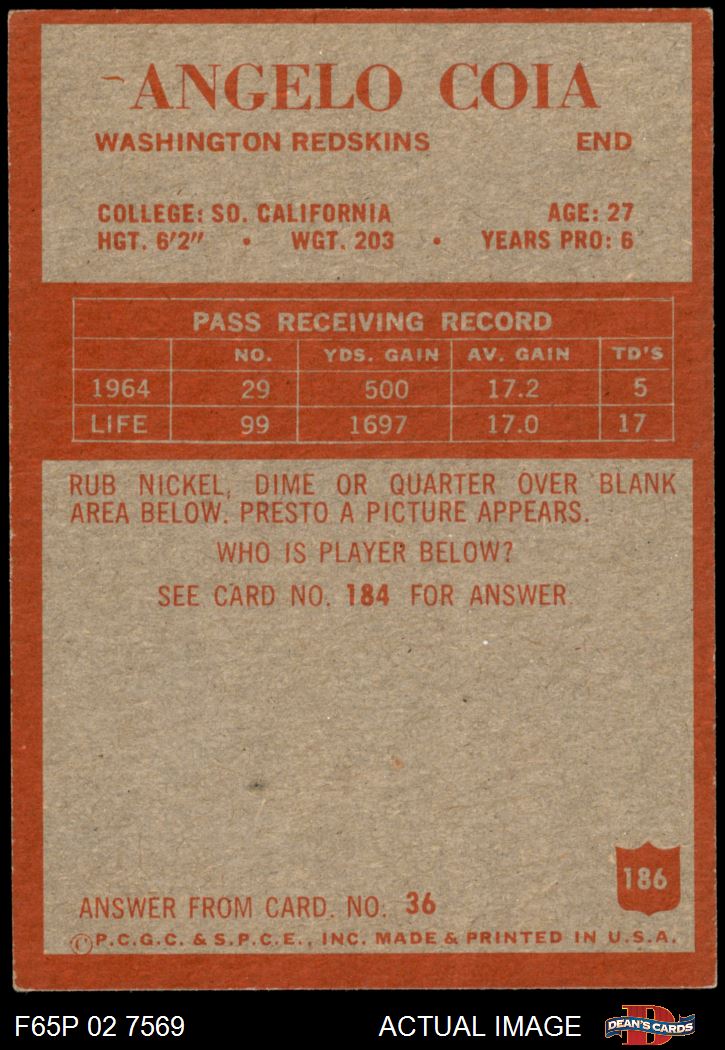 ANGELO COIA
WASHINGTON REDSKINS END
COLLEGE: SO. CALIFORNIA AGE: 27
HGT. 6'2" • WGT. 203 • YEARS PRO: 6
PASS RECEIVING RECORD
NO. YDS. GAIN AV. GAIN TD'S
1964 29 500 17.2 5
LIFE 99 1697 17.0 17
RUB NICKEL, DIME OR QUARTER OVER BLANK
AREA BELOW. PRESTO A PICTURE APPEARS.
WHO IS PLAYER BELOW?
SEE CARD NO. 184 FOR ANSWER
186
ANSWER FROM CARD. NO. 36
©P.C.G.C. & S.P.C.E., INC. MADE & PRINTED IN U.S.A.
F65P 02 7569 ACTUAL IMAGE D DEAN'S CARDS